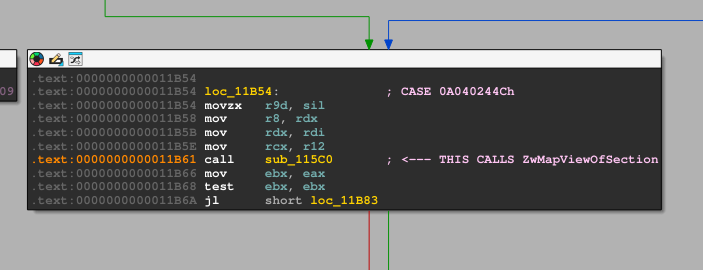 .text:0000000000011B54
.text:0000000000011B54 loc_11B54: ; CASE 0A040244Ch
09 .text:0000000000011B54 movzx r9d, sil
.text:0000000000011B58 mov r8, rdx
.text:0000000000011B5B mov rdx, rdi
.text:0000000000011B5E mov rcx, r12
.text:0000000000011B61 call sub_115C0 ; <--- THIS CALLS ZwMapViewOfSection
.text:0000000000011B66 mov ebx, eax
.text:0000000000011B68 test ebx, ebx
.text:0000000000011B6A jl short loc_11B83